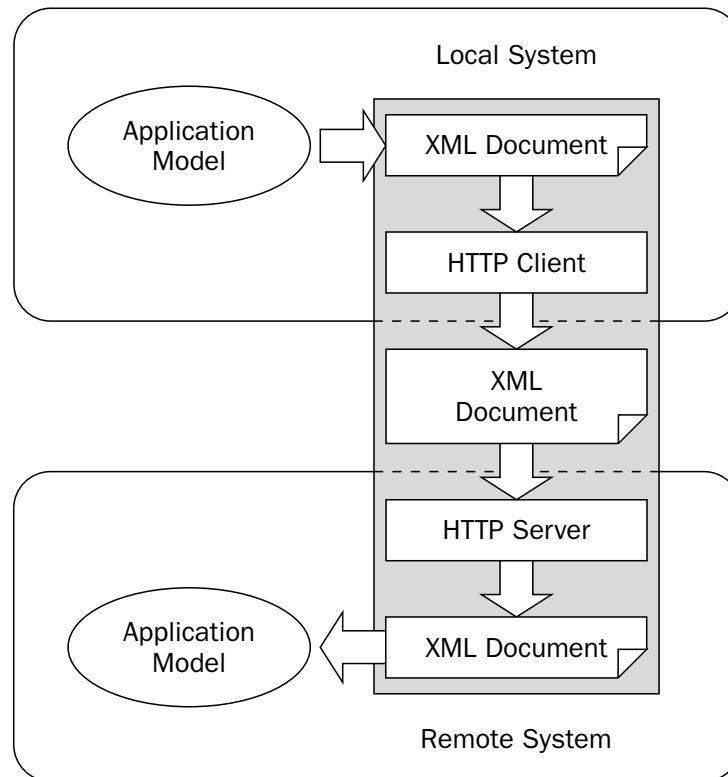 Local System
Application
Model
XML Document
HTTP Client
XML
Document
HTTP Server
Application
Model
XML Document
Remote System